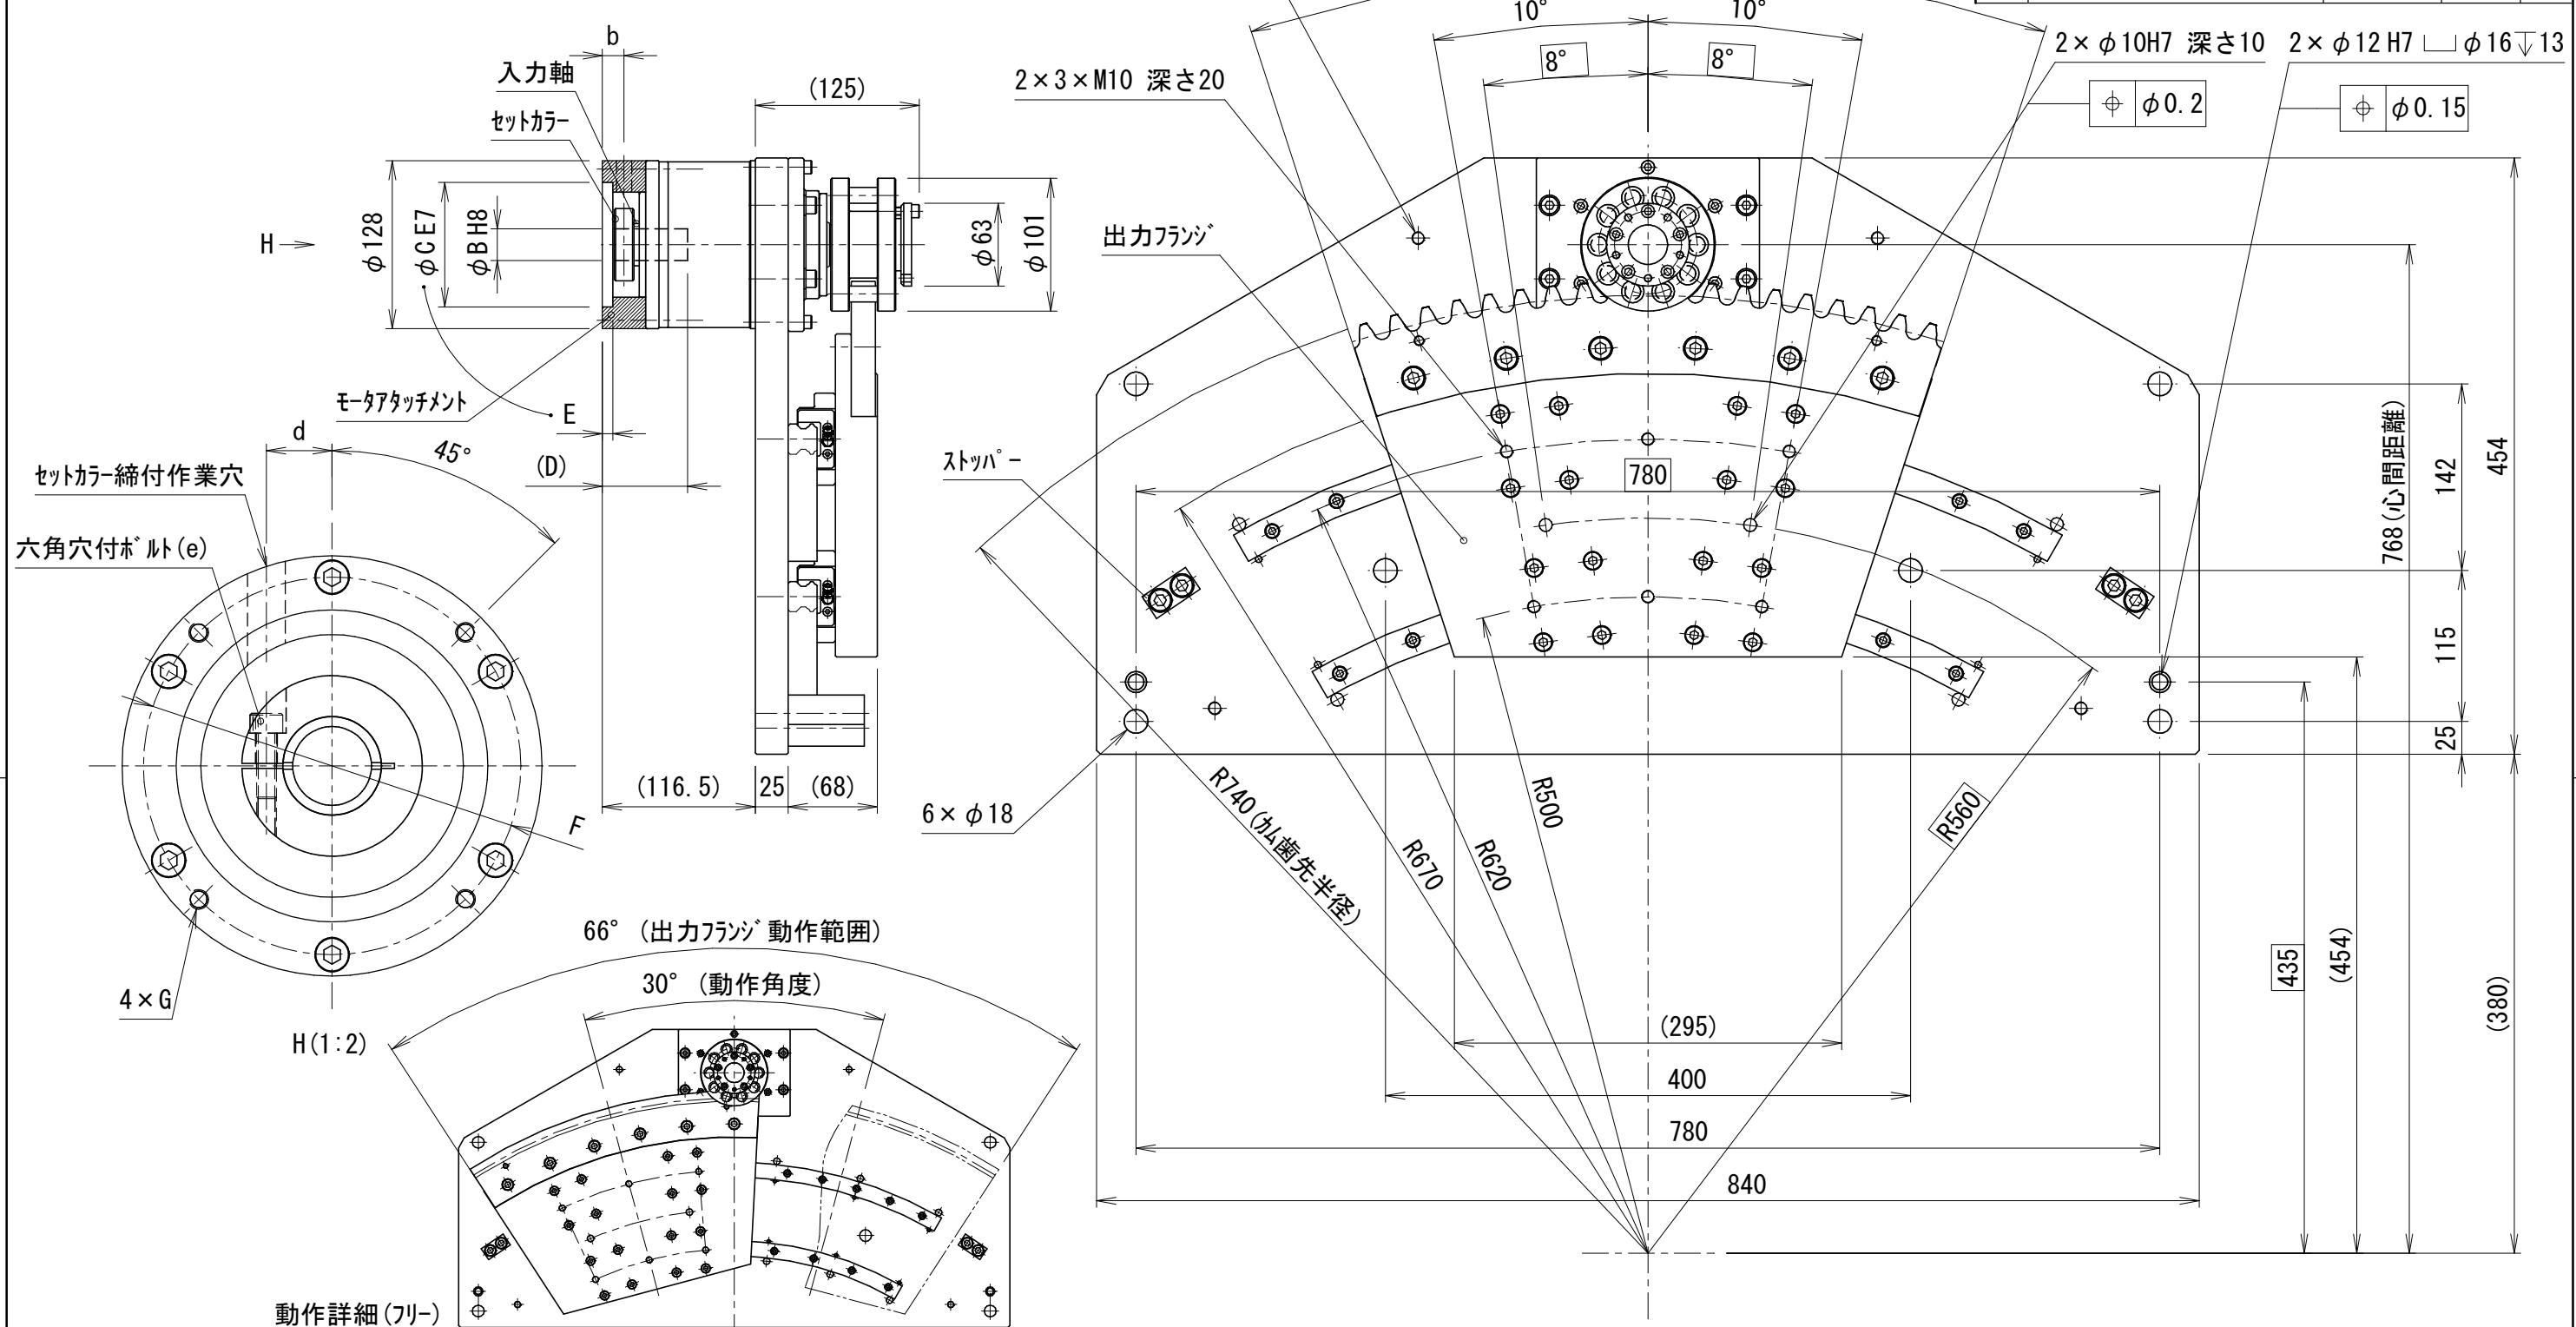 b
入力軸
セットカラー
H
φ128
φCE7
φBH8
(125)
φ63
φ101
モータアタッチメント
E
(D)
d
45°
セットカラー締付作業穴
六角穴付ボルト(e)
(116.5)
25
(68)
F
4×G
H(1:2)
10°
10°
8°
8°
2×3×M10 深さ20
2×φ10H7 深さ10
⌖ φ0.2
2×φ12 H7 ⌴ φ16↧13
⌖ φ0.15
出力フランジ
ストッパー
780
768(心間距離)
142
454
115
25
6×φ18
R740(カム歯先半径)
R670
R620
R500
R560
435
(454)
(380)
(295)
400
780
840
66° (出力フランジ動作範囲)
30° (動作角度)
動作詳細(フリー)